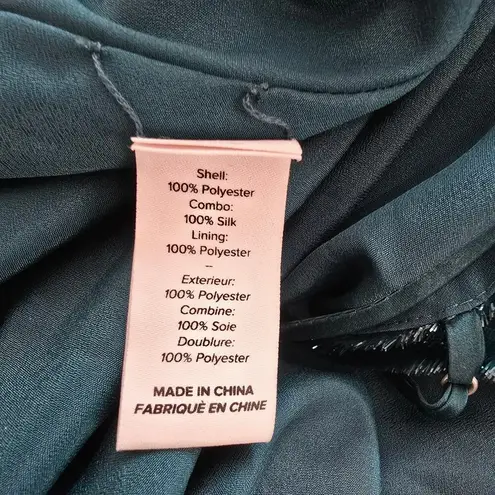 Shell:
100% Polyester
Combo:
100% Silk
Lining:
100% Polyester
–
Exterieur:
100% Polyester
Combine:
100% Soie
Doublure:
100% Polyester
MADE IN CHINA
FABRIQUÈ EN CHINE